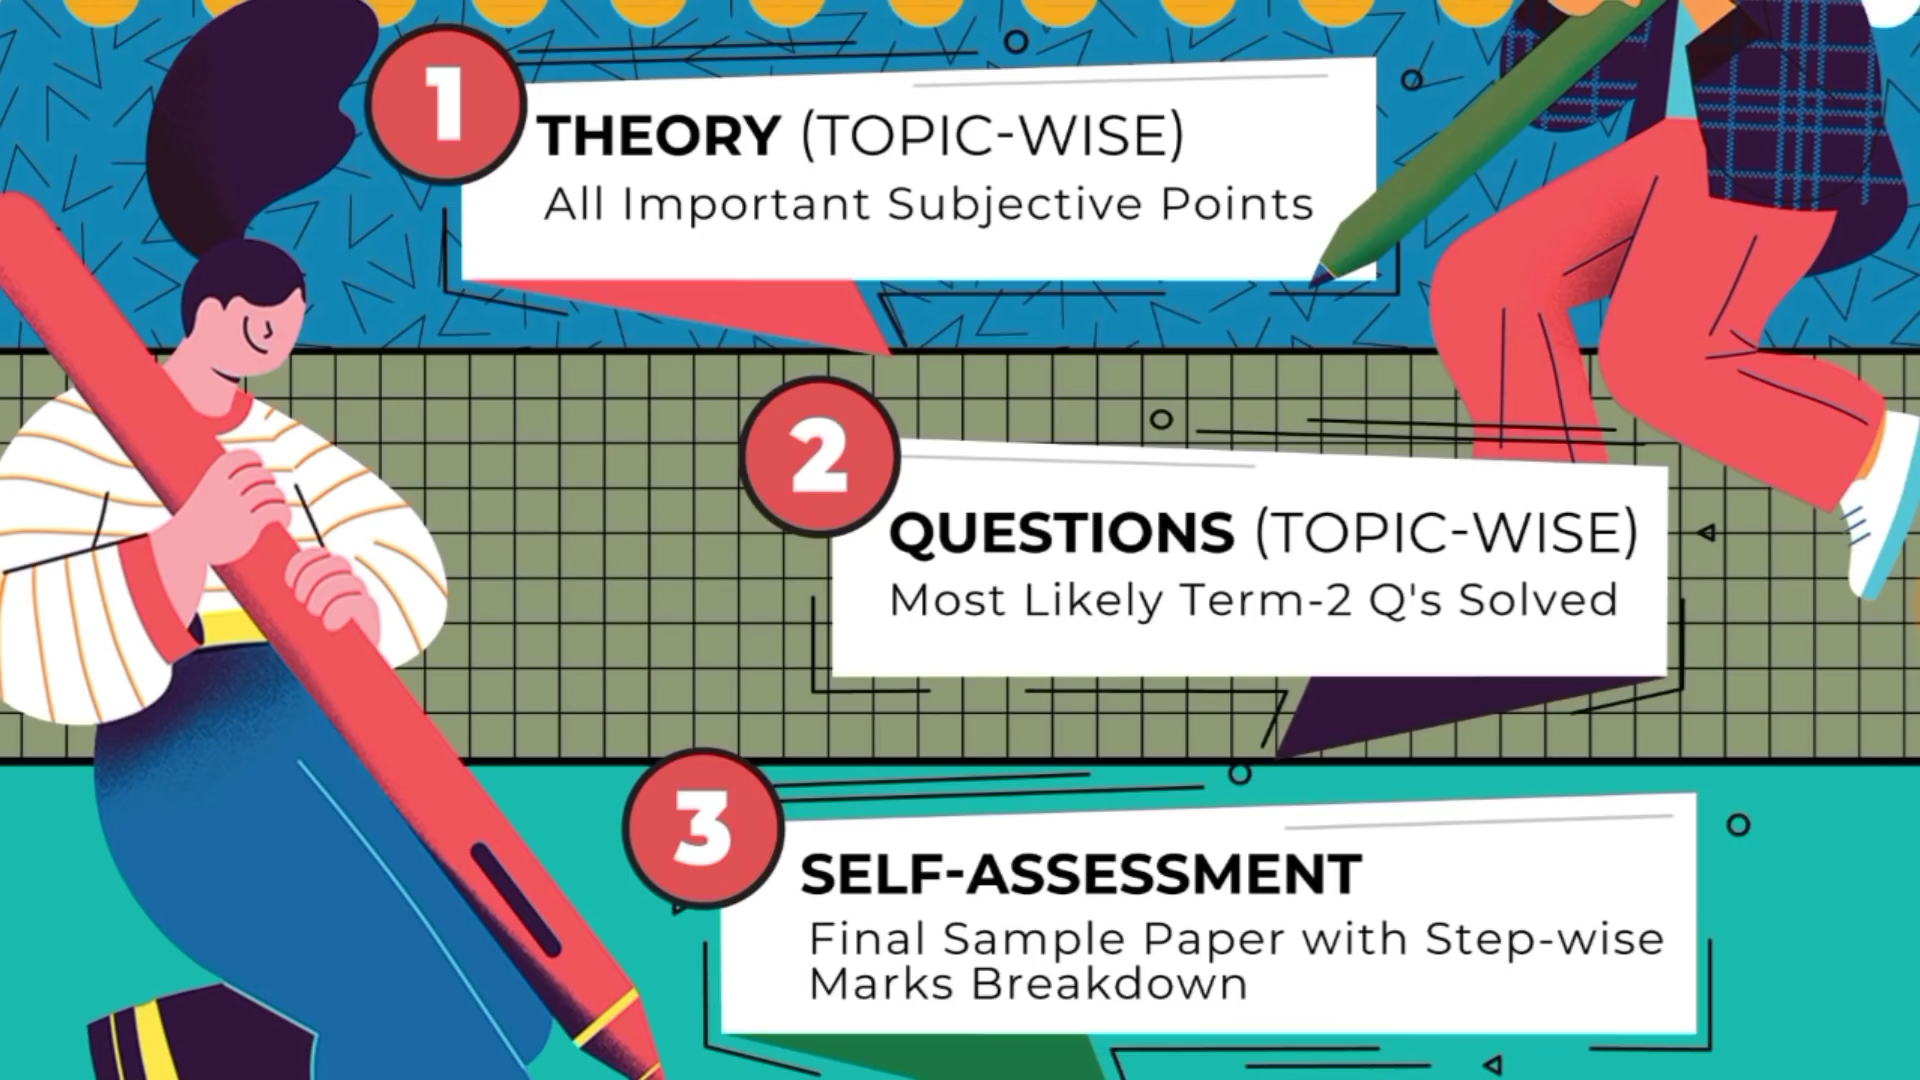 1
THEORY (TOPIC-WISE)
All Important Subjective Points
2
QUESTIONS (TOPIC-WISE)
Most Likely Term-2 Q's Solved
3
SELF-ASSESSMENT
Final Sample Paper with Step-wise
Marks Breakdown